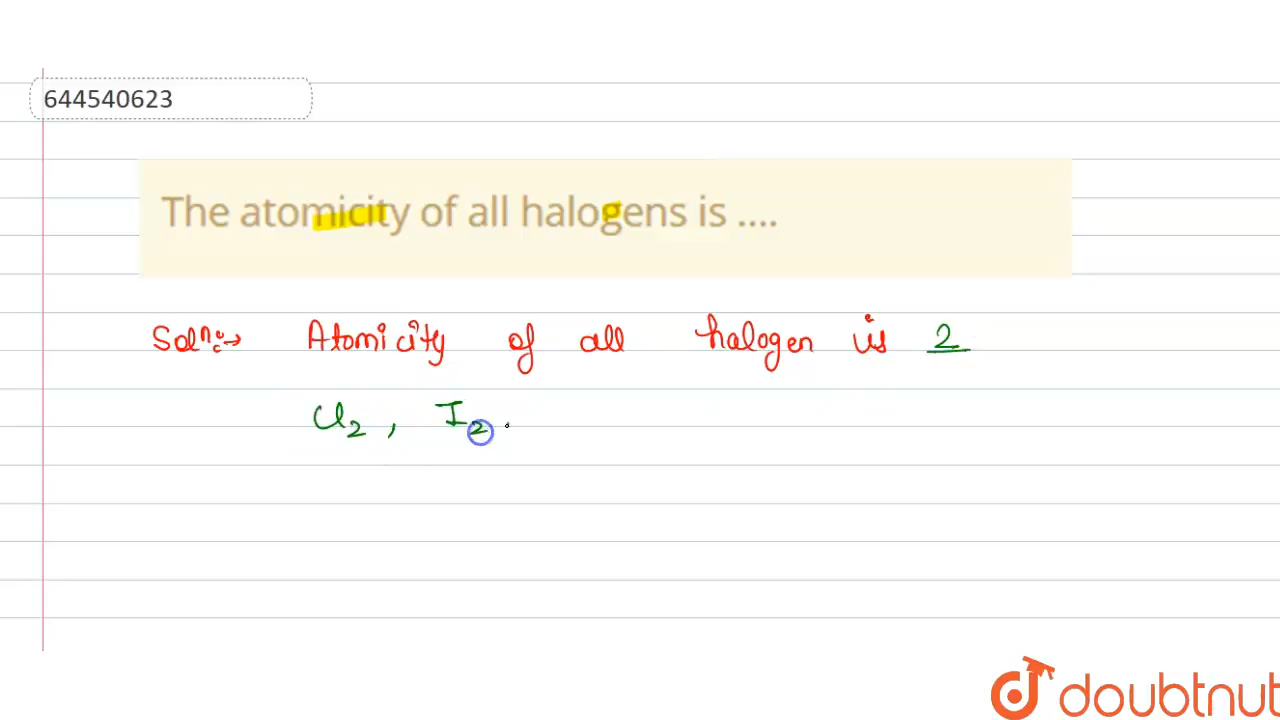 644540623
The atomicity of all halogens is ....
Solⁿ:→ Atomicity of all halogen is 2
Cl₂, I₂.
doubtnut